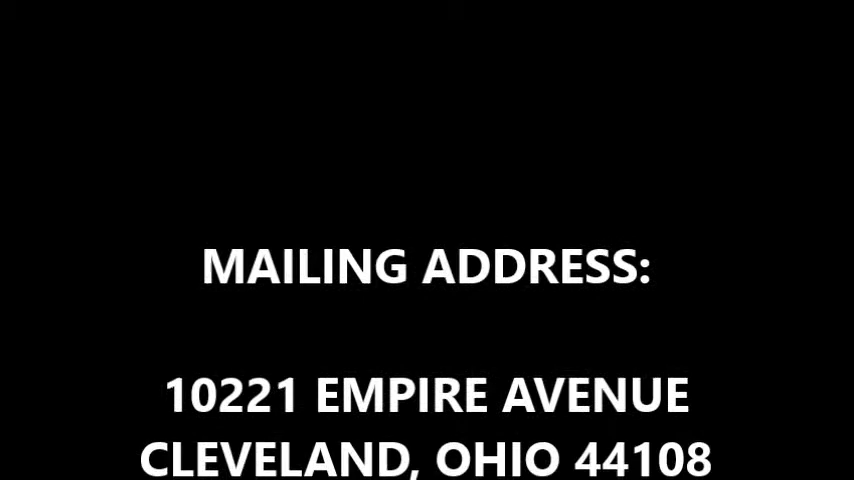 MAILING ADDRESS:
10221 EMPIRE AVENUE
CLEVELAND, OHIO 44108